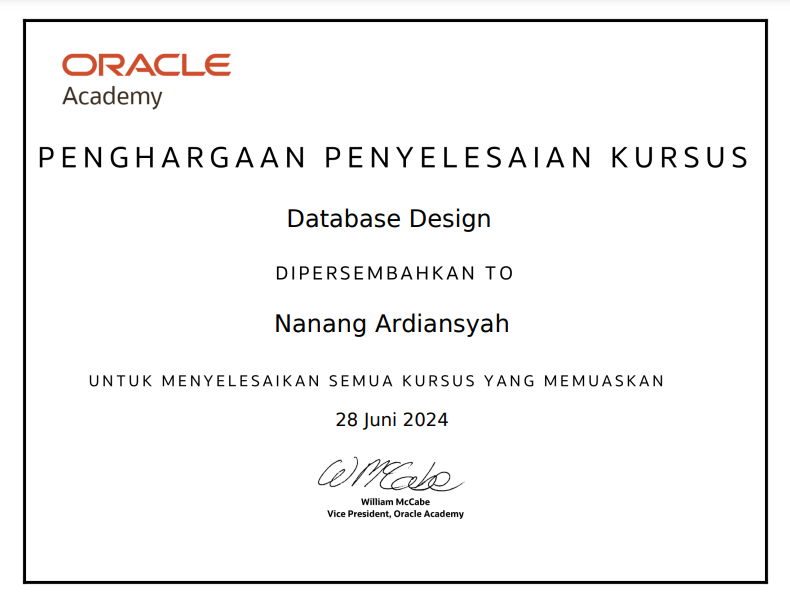 ORACLE
Academy
PENGHARGAAN PENYELESAIAN KURSUS
Database Design
DIPERSEMBAHKAN TO
Nanang Ardiansyah
UNTUK MENYELESAIKAN SEMUA KURSUS YANG MEMUASKAN
28 Juni 2024
W McCabe
William McCabe
Vice President, Oracle Academy